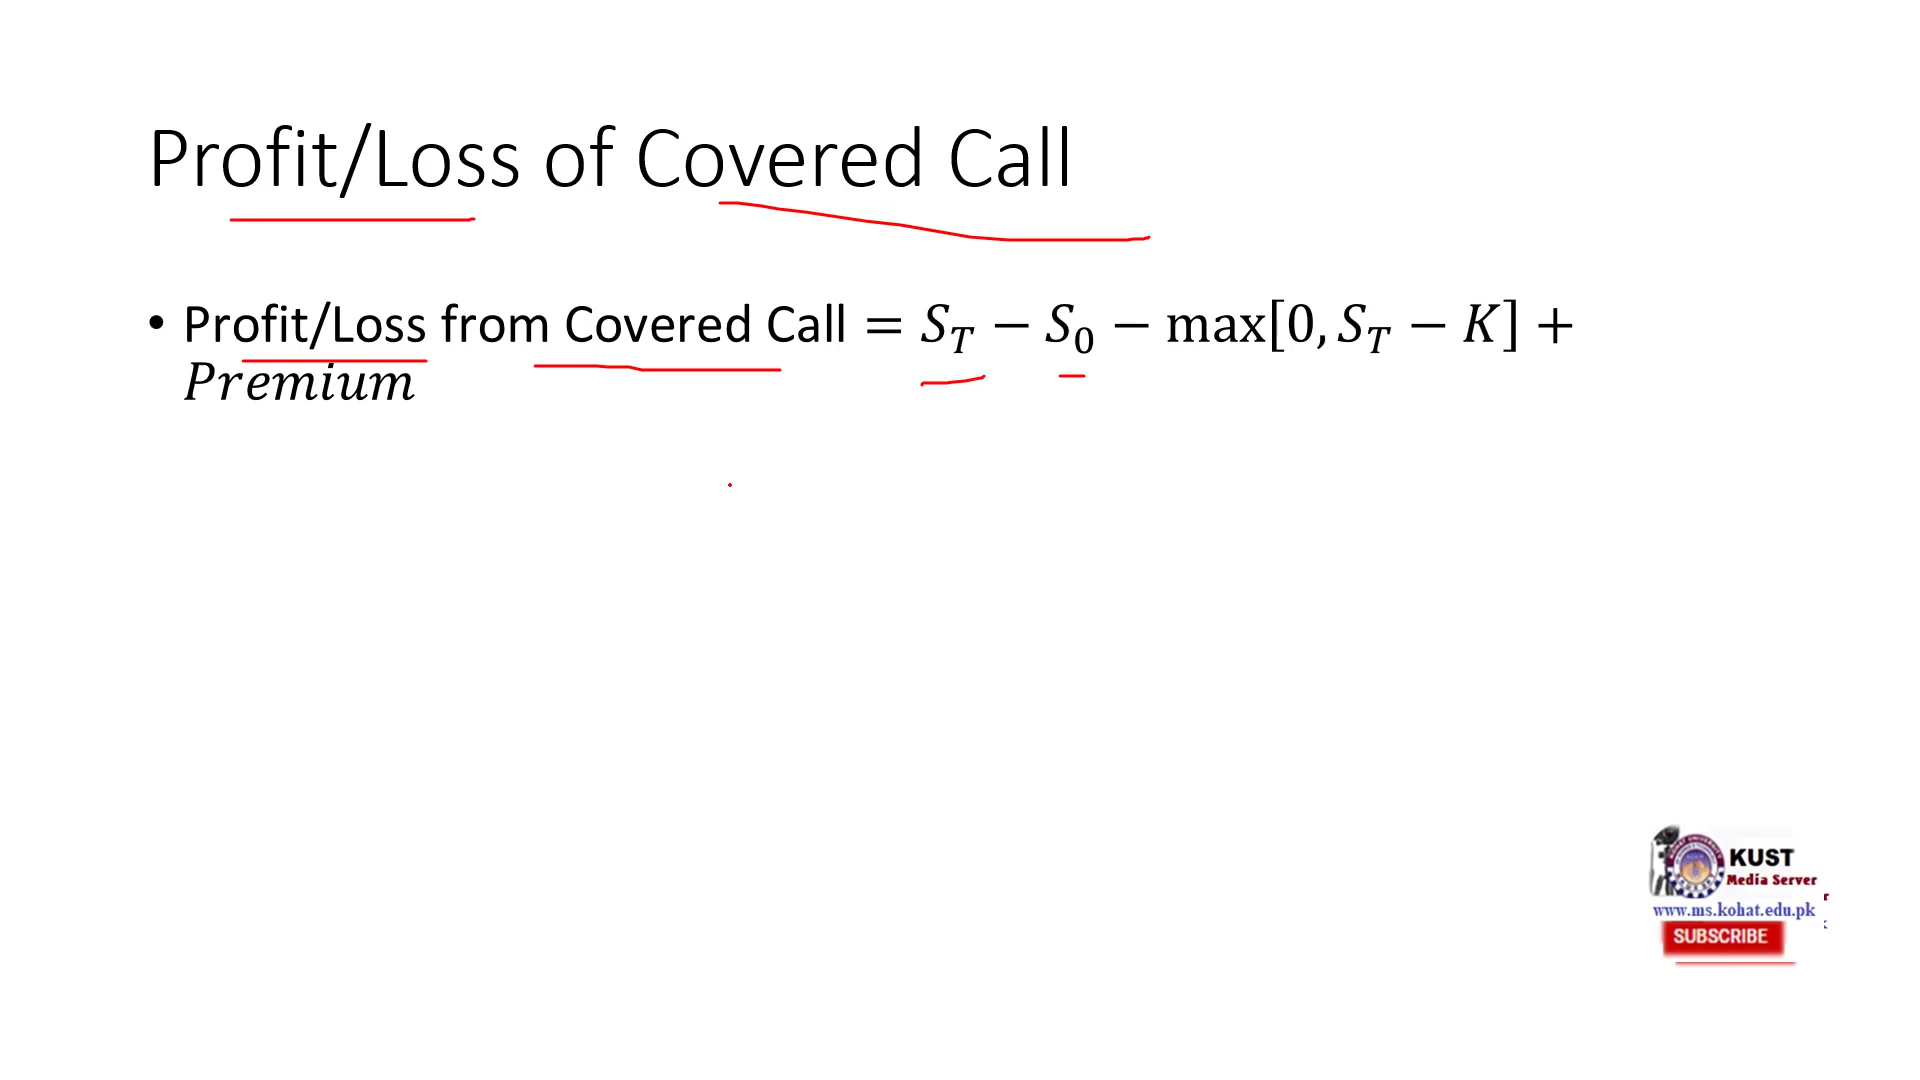 Profit/Loss of Covered Call
• Profit/Loss from Covered Call = S_T − S_0 − max[0, S_T − K] +
Premium
KUST
Media Server
www.ms.kohat.edu.pk
SUBSCRIBE